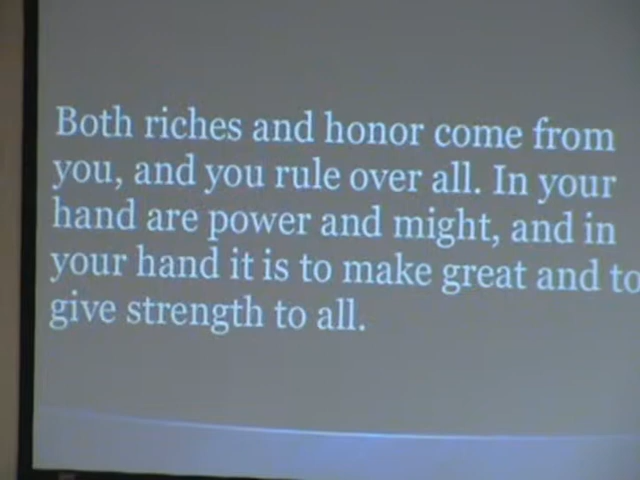 Both riches and honor come from
you, and you rule over all. In your
hand are power and might, and in
your hand it is to make great and to
give strength to all.